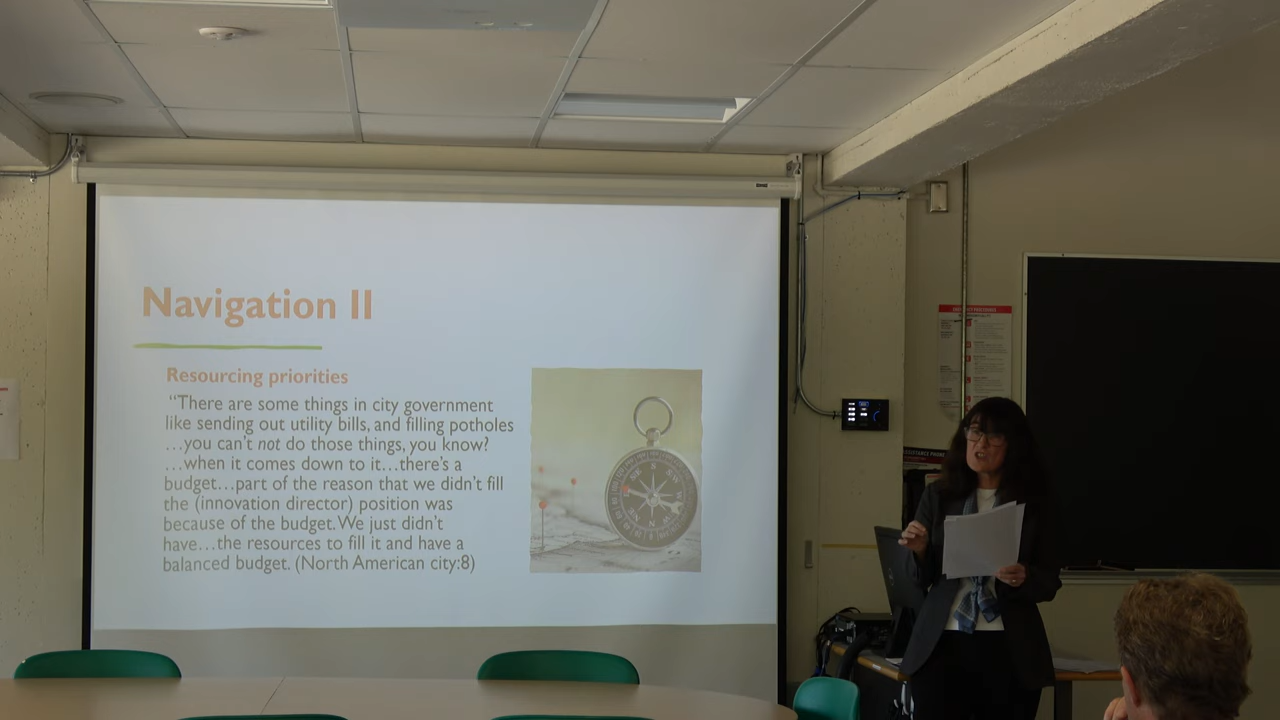 Navigation II
Resourcing priorities
“There are some things in city government
like sending out utility bills, and filling potholes
…you can’t not do those things, you know?
…when it comes down to it…there’s a
budget…part of the reason that we didn’t fill
the (innovation director) position was
because of the budget. We just didn’t
have…the resources to fill it and have a
balanced budget. (North American city:8)